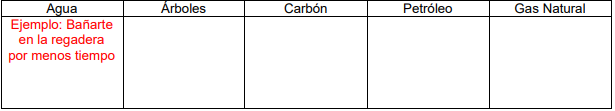 Agua Árboles Carbón Petróleo Gas Natural
Ejemplo: Bañarte
en la regadera
por menos tiempo